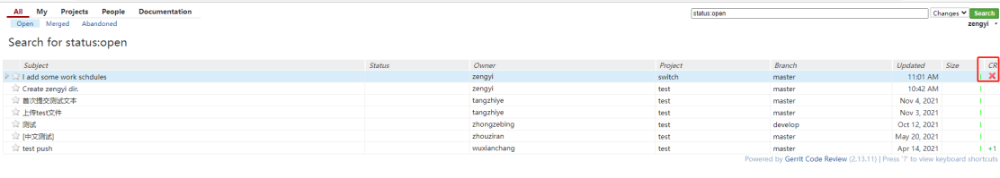 All My Projects People Documentation status:open Changes Search
Open Merged Abandoned zengyi
Search for status:open
Subject Status Owner Project Branch Updated Size CR
I add some work schdules zengyi switch master 11:01 AM
Create zengyi dir. zengyi test master 10:42 AM
首次提交测试文本 tangzhiye test master Nov 4, 2021
上传test文件 tangzhiye test master Nov 3, 2021
测试 zhongzebing test develop Oct 12, 2021
[中文测试] zhouziran test master May 20, 2021
test push wuxianchang test master Apr 14, 2021 +1
Powered by Gerrit Code Review (2.13.11) | Press '?' to view keyboard shortcuts